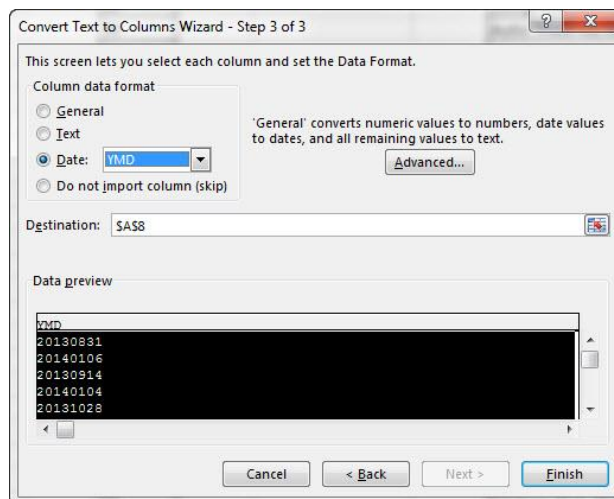 Convert Text to Columns Wizard - Step 3 of 3
?
This screen lets you select each column and set the Data Format.
Column data format
General
Text
Date: YMD
Do not import column (skip)
'General' converts numeric values to numbers, date values
to dates, and all remaining values to text.
Advanced...
Destination: $A$8
Data preview
YMD
20130831
20140106
20130914
20140104
20131028
Cancel
< Back
Next >
Finish